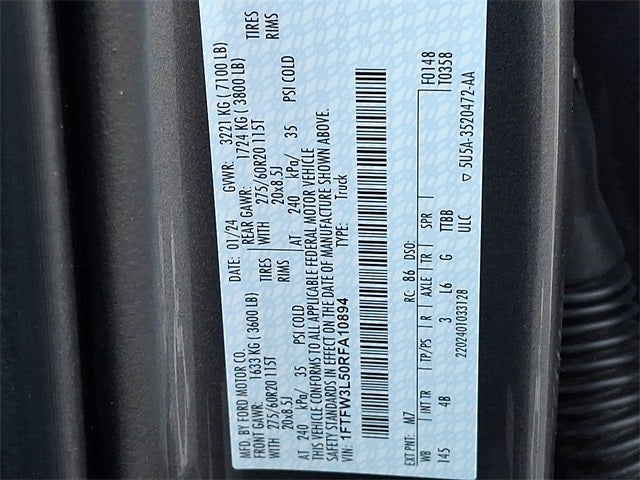 MFD. BY FORD MOTOR CO.
DATE: 01/24 GVWR: 3221 KG ( 7100 LB)
FRONT GAWR: 1633 KG (3600 LB) REAR GAWR: 1724 KG ( 3800 LB)
WITH 275/60R20 115T TIRES WITH 275/60R20 115T TIRES
20x8.5J RIMS 20x8.5J RIMS
AT 240 kPa/ 35 PSI COLD AT 240 kPa/ 35 PSI COLD
THIS VEHICLE CONFORMS TO ALL APPLICABLE FEDERAL MOTOR VEHICLE
SAFETY STANDARDS IN EFFECT ON THE DATE OF MANUFACTURE SHOWN ABOVE.
VIN: 1FTFW3L50RFA10894 TYPE: Truck
EXT PNT: M7 RC: 86 DSO: F0148
WB INT TR TP/PS R AXLE TR SPR T0358
145 4B 3 L6 G TTBB
2202401033128 ULC ▽ 5U5A-3520472-AA